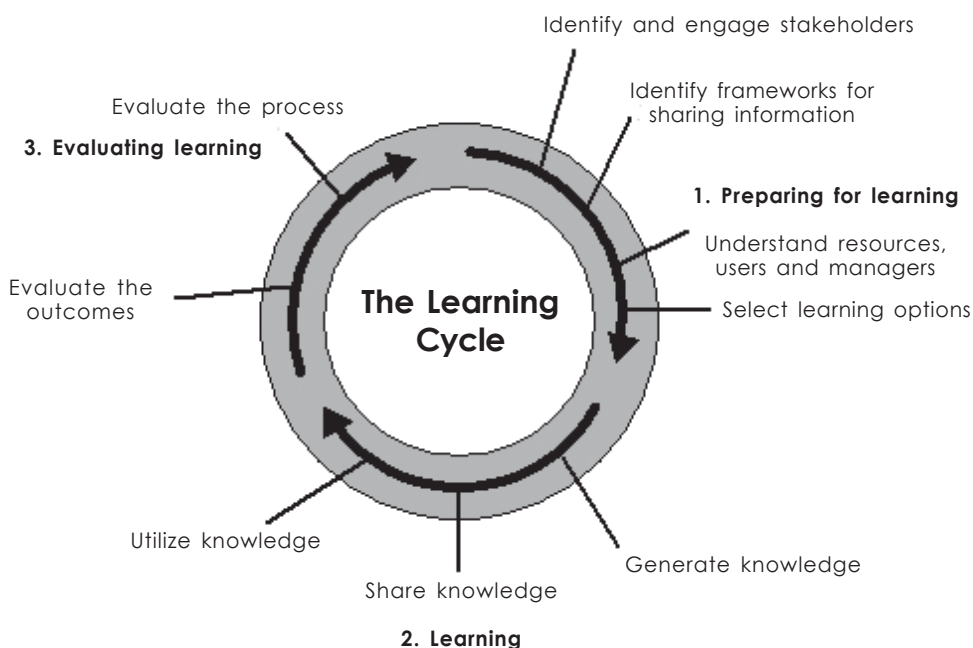 Identify and engage stakeholders
Identify frameworks for
sharing information
1. Preparing for learning
Understand resources,
users and managers
Select learning options
Generate knowledge
Share knowledge
2. Learning
Utilize knowledge
Evaluate the
outcomes
3. Evaluating learning
Evaluate the process
The Learning
Cycle